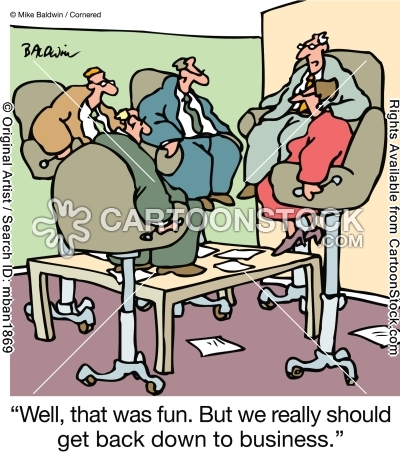 © Mike Baldwin / Cornered
BALDWIN
© Original Artist / Search ID: mban1869
Rights Available from CartoonStock.com
CARTOONSTOCK
.com
“Well, that was fun. But we really should
get back down to business.”